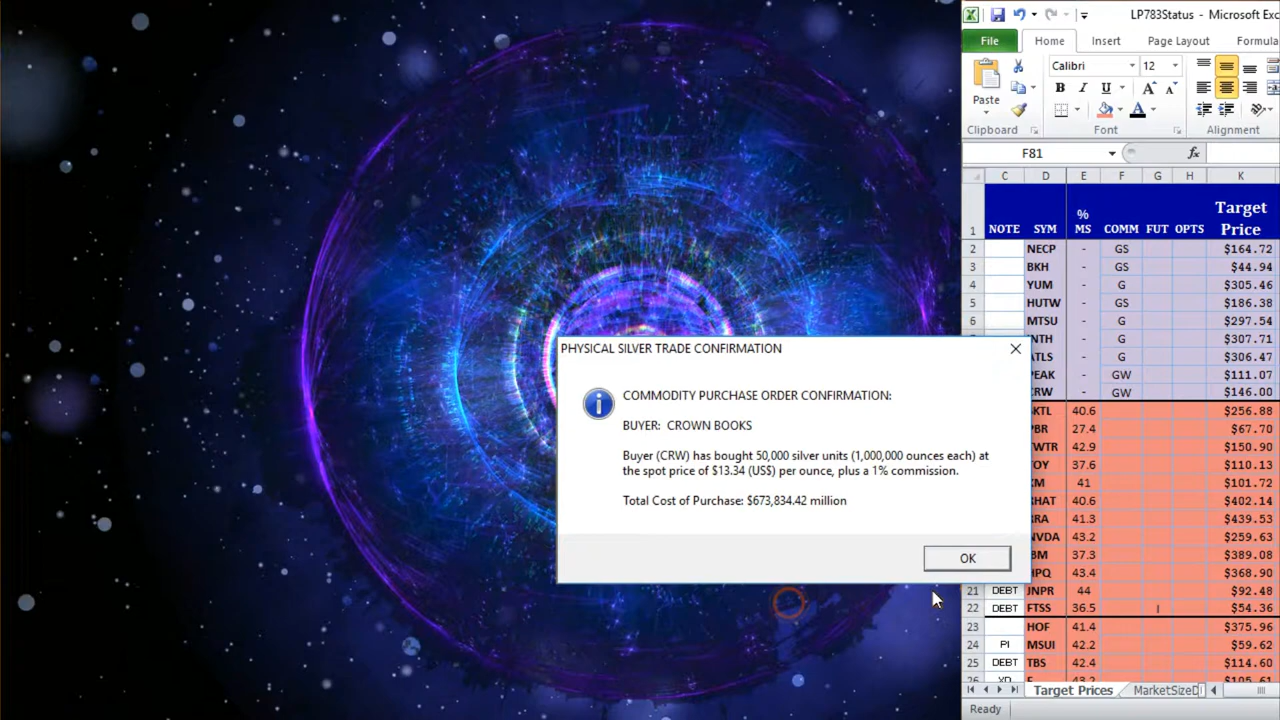 LP783Status - Microsoft Exc
File Home Insert Page Layout Formula
Calibri 12
B I U A A
Paste
A
Clipboard Font Alignment
F81 fx
C D E F G H K
1 NOTE SYM % MS COMM FUT OPTS Target Price
2 NECP - GS $164.72
3 BKH - GS $44.94
4 YUM - G $305.46
5 HUTW - GS $186.38
6 MTSU - G $297.54
NTH - G $307.71
ATLS - G $306.47
PEAK - GW $111.07
CRW - GW $146.00
KTL 40.6 $256.88
PBR 27.4 $67.70
WTR 42.9 $150.90
OY 37.6 $110.13
M 41 $101.72
HAT 40.6 $402.14
RA 41.3 $439.53
NVDA 43.2 $259.63
BM 37.3 $389.08
HPQ 43.4 $368.90
21 DEBT JNPR 44 $92.48
22 DEBT FTSS 36.5 I $54.36
23 HOF 41.4 $375.96
24 PI MSUI 42.2 $59.62
25 DEBT TBS 42.4 $114.60
26 XD F 43.2 $105.61
Target Prices MarketSizeD
Ready
PHYSICAL SILVER TRADE CONFIRMATION
COMMODITY PURCHASE ORDER CONFIRMATION:
BUYER: CROWN BOOKS
Buyer (CRW) has bought 50,000 silver units (1,000,000 ounces each) at
the spot price of $13.34 (US$) per ounce, plus a 1% commission.
Total Cost of Purchase: $673,834.42 million
OK